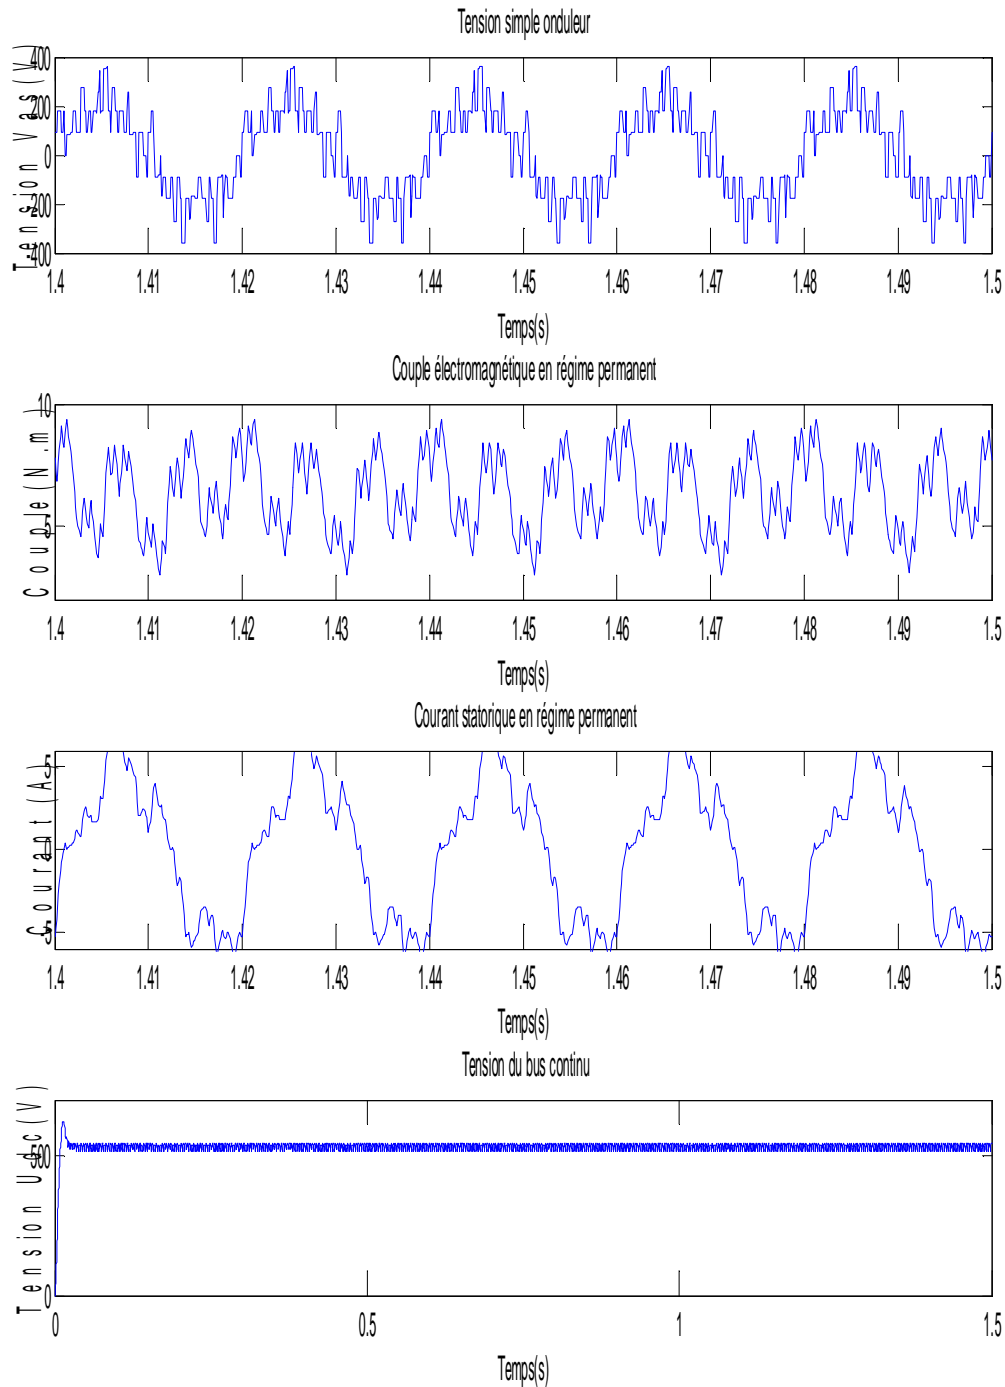 Tension simple onduleur
Tension Vas(V)
400
200
0
-200
-400
1.4 1.41 1.42 1.43 1.44 1.45 1.46 1.47 1.48 1.49 1.5
Temps(s)
Couple électromagnétique en régime permanent
Couple(N.m)
10
5
1.4 1.41 1.42 1.43 1.44 1.45 1.46 1.47 1.48 1.49 1.5
Temps(s)
Courant statorique en régime permanent
Courant(A)
1.4 1.41 1.42 1.43 1.44 1.45 1.46 1.47 1.48 1.49 1.5
Temps(s)
Tension du bus continu
Tension Udc(V)
0
0 0.5 1 1.5
Temps(s)